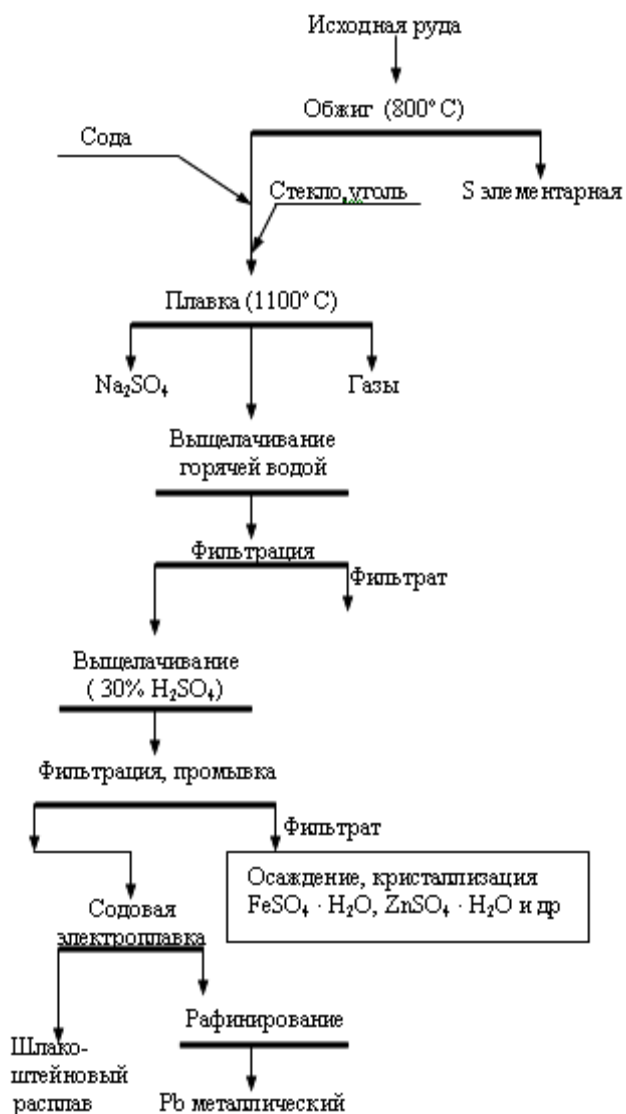 Исходная руда
Обжиг (800° С)
Сода
Стекло, уголь
S элементарная
Плавка (1100° С)
Na₂SO₄
Газы
Выщелачивание
горячей водой
Фильтрация
Фильтрат
Выщелачивание
( 30% H₂SO₄)
Фильтрация, промывка
Фильтрат
Осаждение, кристаллизация
FeSO₄ · H₂O, ZnSO₄ · H₂O и др
Содовая
электроплавка
Рафинирование
Шлако-
штейновый
расплав
Pb металлический